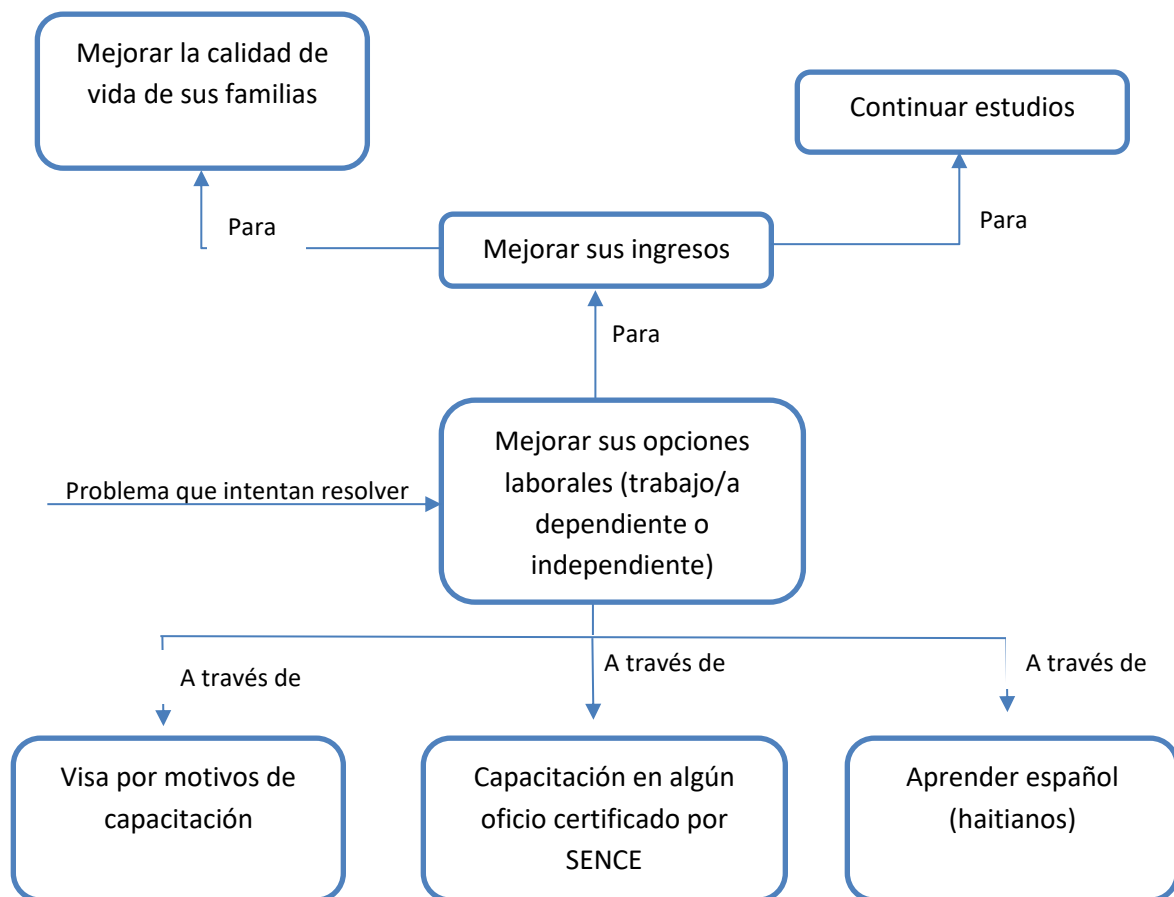 Mejorar la calidad de
vida de sus familias
Continuar estudios
Para
Para
Mejorar sus ingresos
Para
Mejorar sus opciones
laborales (trabajo/a
dependiente o
independiente)
Problema que intentan resolver
A través de
A través de
A través de
Visa por motivos de
capacitación
Capacitación en algún
oficio certificado por
SENCE
Aprender español
(haitianos)